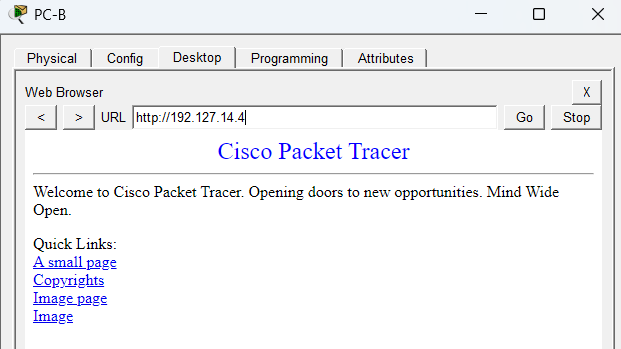 PC-B
Physical Config Desktop Programming Attributes
Web Browser X
< > URL http://192.127.14.4 Go Stop
Cisco Packet Tracer
Welcome to Cisco Packet Tracer. Opening doors to new opportunities. Mind Wide
Open.
Quick Links:
A small page
Copyrights
Image page
Image